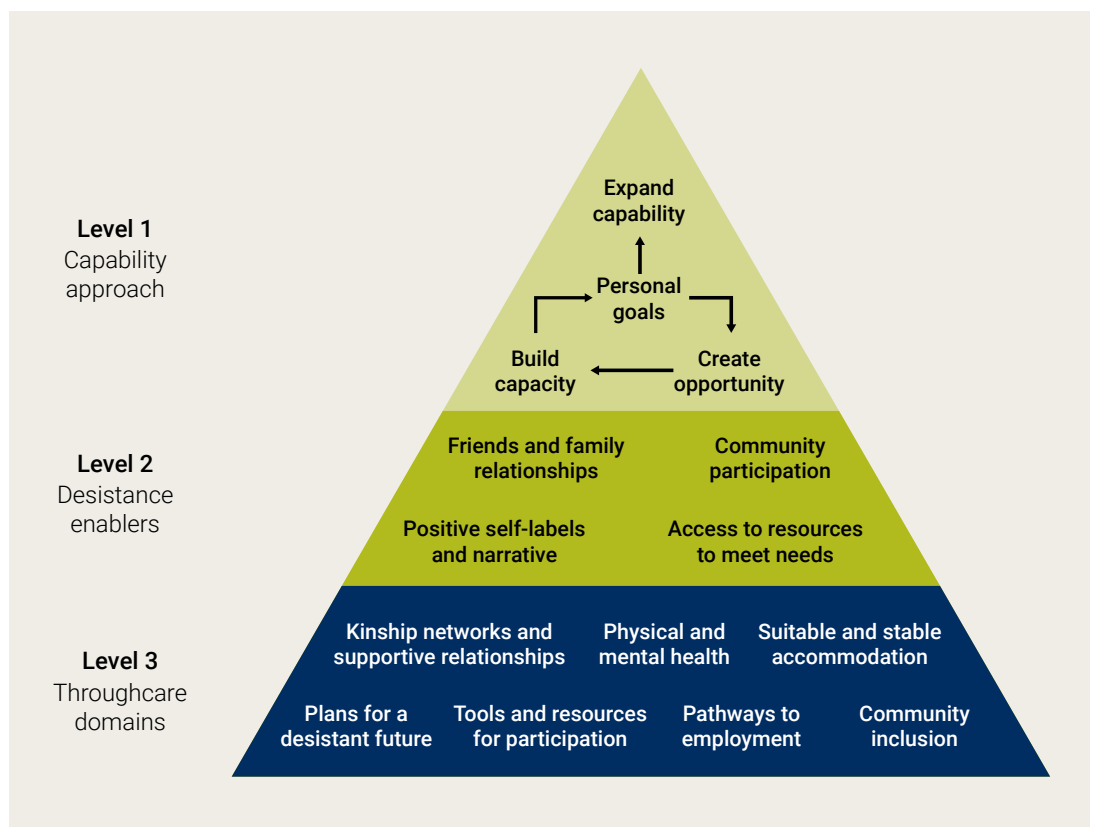 Level 1
Capability
approach
Expand
capability
Personal
goals
Build
capacity
Create
opportunity
Level 2
Desistance
enablers
Friends and family
relationships
Community
participation
Positive self-labels
and narrative
Access to resources
to meet needs
Level 3
Throughcare
domains
Kinship networks and
supportive relationships
Physical and
mental health
Suitable and stable
accommodation
Plans for a
desistant future
Tools and resources
for participation
Pathways to
employment
Community
inclusion